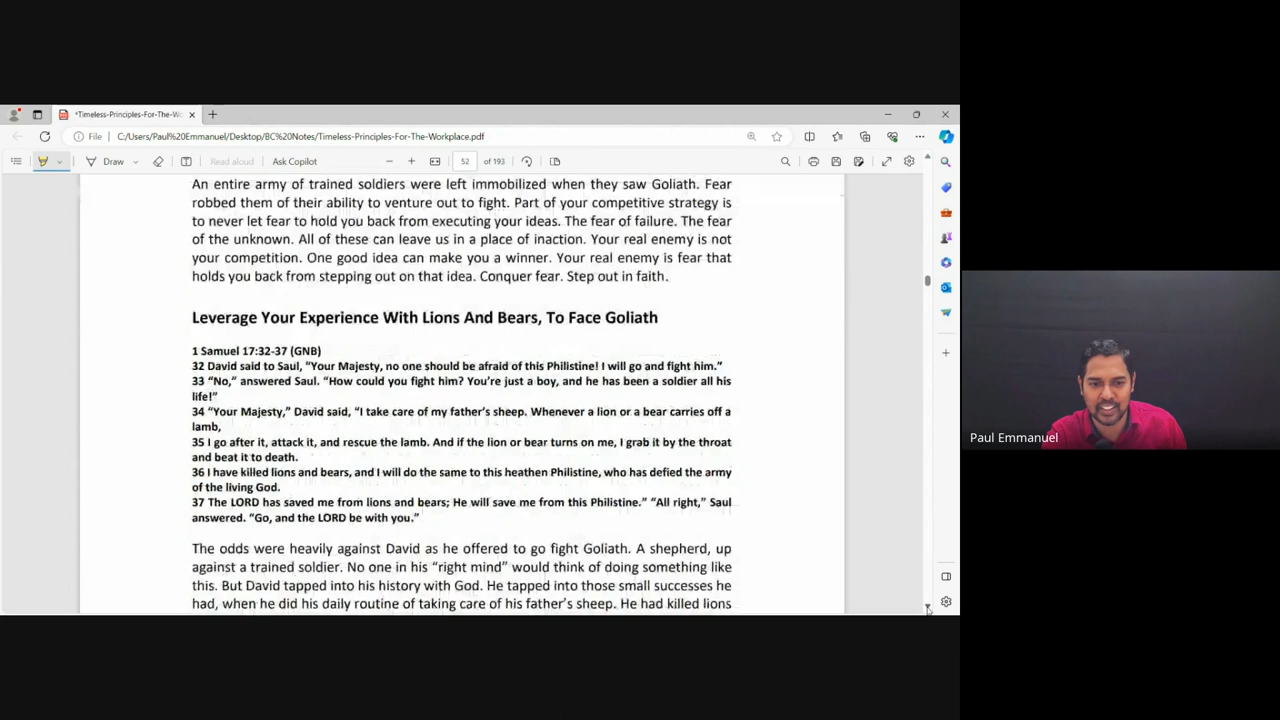 *Timeless-Principles-For-The-Wo
File
C:/Users/Paul%20Emmanuel/Desktop/BC%20Notes/Timeless-Principles-For-The-Workplace.pdf
Draw
Read aloud
Ask Copilot
52
of 193
An entire army of trained soldiers were left immobilized when they saw Goliath. Fear
robbed them of their ability to venture out to fight. Part of your competitive strategy is
to never let fear to hold you back from executing your ideas. The fear of failure. The fear
of the unknown. All of these can leave us in a place of inaction. Your real enemy is not
your competition. One good idea can make you a winner. Your real enemy is fear that
holds you back from stepping out on that idea. Conquer fear. Step out in faith.
Leverage Your Experience With Lions And Bears, To Face Goliath
1 Samuel 17:32-37 (GNB)
32 David said to Saul, “Your Majesty, no one should be afraid of this Philistine! I will go and fight him.”
33 “No,” answered Saul. “How could you fight him? You’re just a boy, and he has been a soldier all his
life!”
34 “Your Majesty,” David said, “I take care of my father’s sheep. Whenever a lion or a bear carries off a
lamb,
35 I go after it, attack it, and rescue the lamb. And if the lion or bear turns on me, I grab it by the throat
and beat it to death.
36 I have killed lions and bears, and I will do the same to this heathen Philistine, who has defied the army
of the living God.
37 The LORD has saved me from lions and bears; He will save me from this Philistine.” “All right,” Saul
answered. “Go, and the LORD be with you.”
The odds were heavily against David as he offered to go fight Goliath. A shepherd, up
against a trained soldier. No one in his “right mind” would think of doing something like
this. But David tapped into his history with God. He tapped into those small successes he
had, when he did his daily routine of taking care of his father’s sheep. He had killed lions
Paul Emmanuel